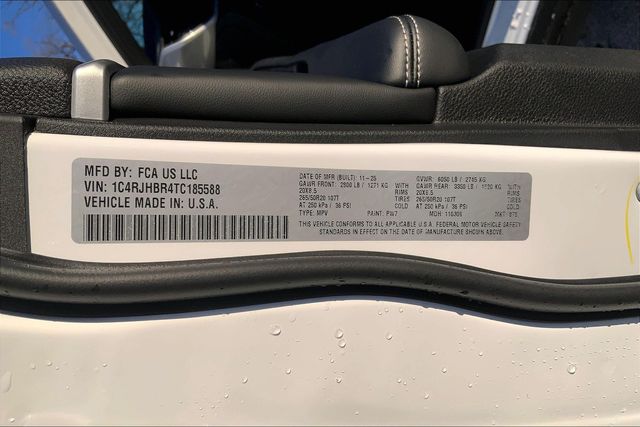 MFD BY: FCA US LLC
VIN: 1C4RJHBR4TC185588
VEHICLE MADE IN: U.S.A.
DATE OF MFR (BUILT): 11-25 GVWR: 6050 LB / 2745 KG
GAWR FRONT: 2800 LB / 1271 KG WITH GAWR REAR: 3350 LB / 1520 KG WITH
20X8.5 RIMS 20X8.5 RIMS
265/50R20 107T TIRES 265/50R20 107T TIRES
AT 250 kPa / 36 PSI COLD AT 250 kPa / 36 PSI COLD
TYPE: MPV PAINT: PW7 MDH:
THIS VEHICLE CONFORMS TO ALL APPLICABLE U.S.A. FEDERAL MOTOR VEHICLE SAFETY
STANDARDS IN EFFECT ON THE DATE OF MANUFACTURE SHOWN ABOVE.